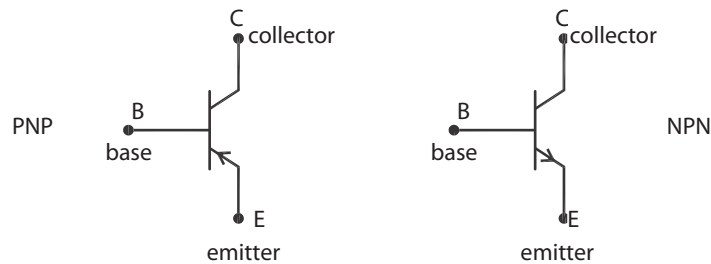 C
collector
B
PNP
base
E
emitter
C
collector
B
NPN
base
E
emitter